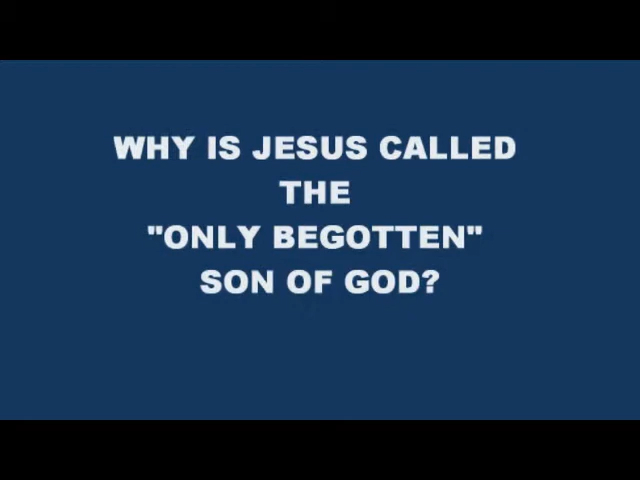 WHY IS JESUS CALLED
THE
"ONLY BEGOTTEN"
SON OF GOD?